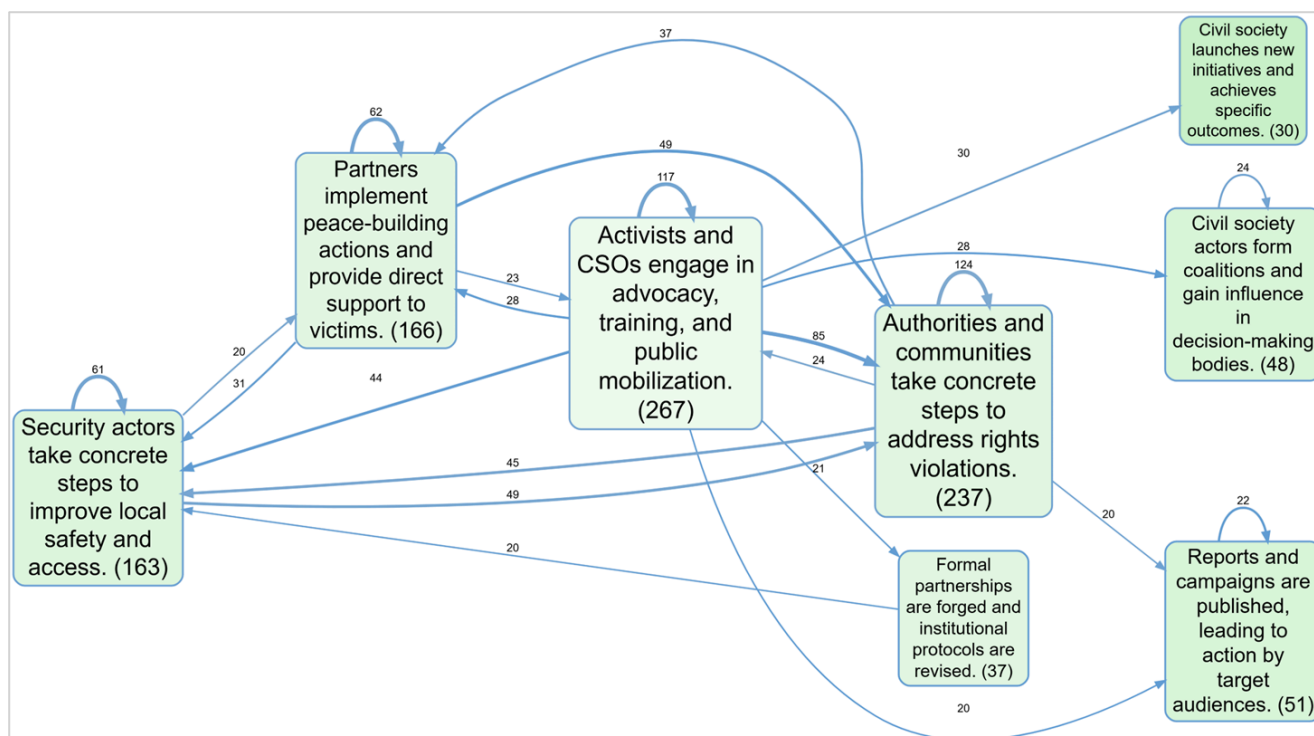 37
Civil society
launches new
initiatives and
achieves
specific
outcomes. (30)
62
Partners
implement
peace-building
actions and
provide direct
support to
victims. (166)
49
30
117
Activists and
CSOs engage in
advocacy,
training, and
public
mobilization.
(267)
24
Civil society
actors form
coalitions and
gain influence
in
decision-making
bodies. (48)
28
23
28
124
Authorities and
communities
take concrete
steps to
address rights
violations.
(237)
85
24
20
31
44
61
Security actors
take concrete
steps to
improve local
safety and
access. (163)
45
49
21
20
20
Formal
partnerships
are forged and
institutional
protocols are
revised. (37)
22
Reports and
campaigns are
published,
leading to
action by
target
audiences. (51)
20